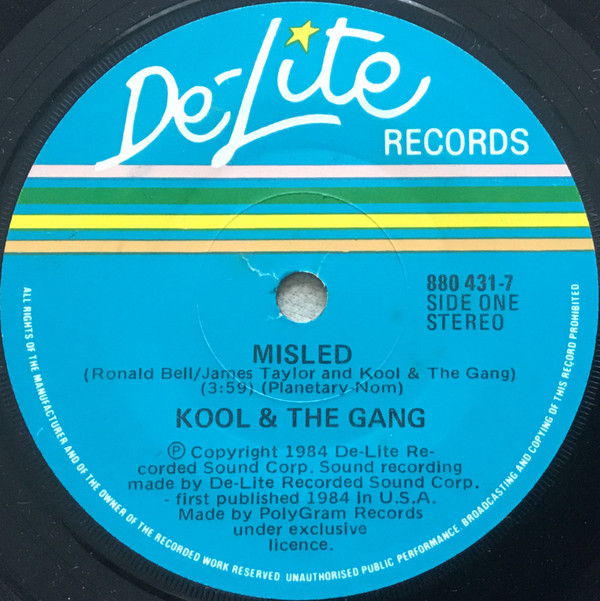 De-Lite
RECORDS
880 431-7
SIDE ONE
STEREO
MISLED
(Ronald Bell/James Taylor and Kool & The Gang)
(3:59) (Planetary-Nom)
KOOL & THE GANG
Ⓟ Copyright 1984 De-Lite Re-
corded Sound Corp. Sound recording
made by De-Lite Recorded Sound Corp.
- first published 1984 in U.S.A.
Made by PolyGram Records
under exclusive
licence.
ALL RIGHTS OF THE MANUFACTURER AND OF THE OWNER OF THE RECORDED WORK RESERVED. UNAUTHORISED PUBLIC PERFORMANCE, BROADCASTING AND COPYING OF THIS RECORD PROHIBITED